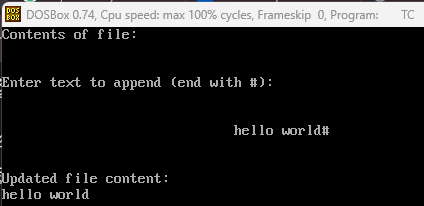 DOSBox 0.74, Cpu speed: max 100% cycles, Frameskip 0, Program: TC
Contents of file:
Enter text to append (end with #):
hello world#
Updated file content:
hello world